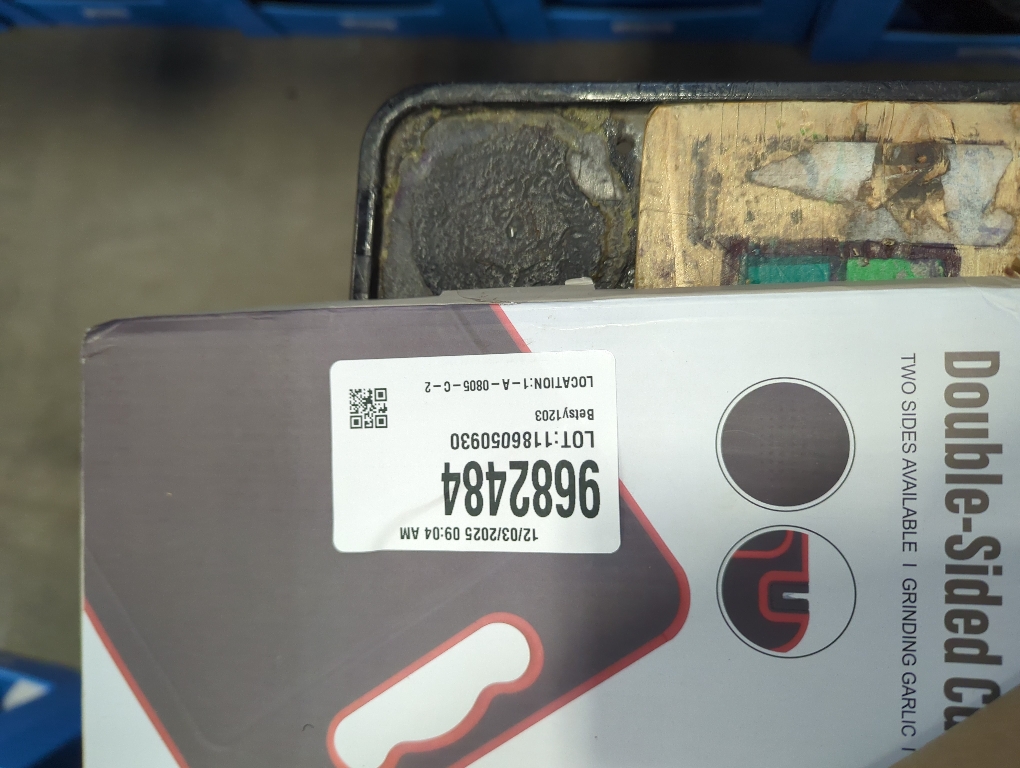 12/03/2025 09:04 AM
9682484
LOT:1186050930
Betsy1203
LOCATION:1-A-0805-C-2
Double-Sided
TWO SIDES AVAILABLE I GRINDING GARLIC I